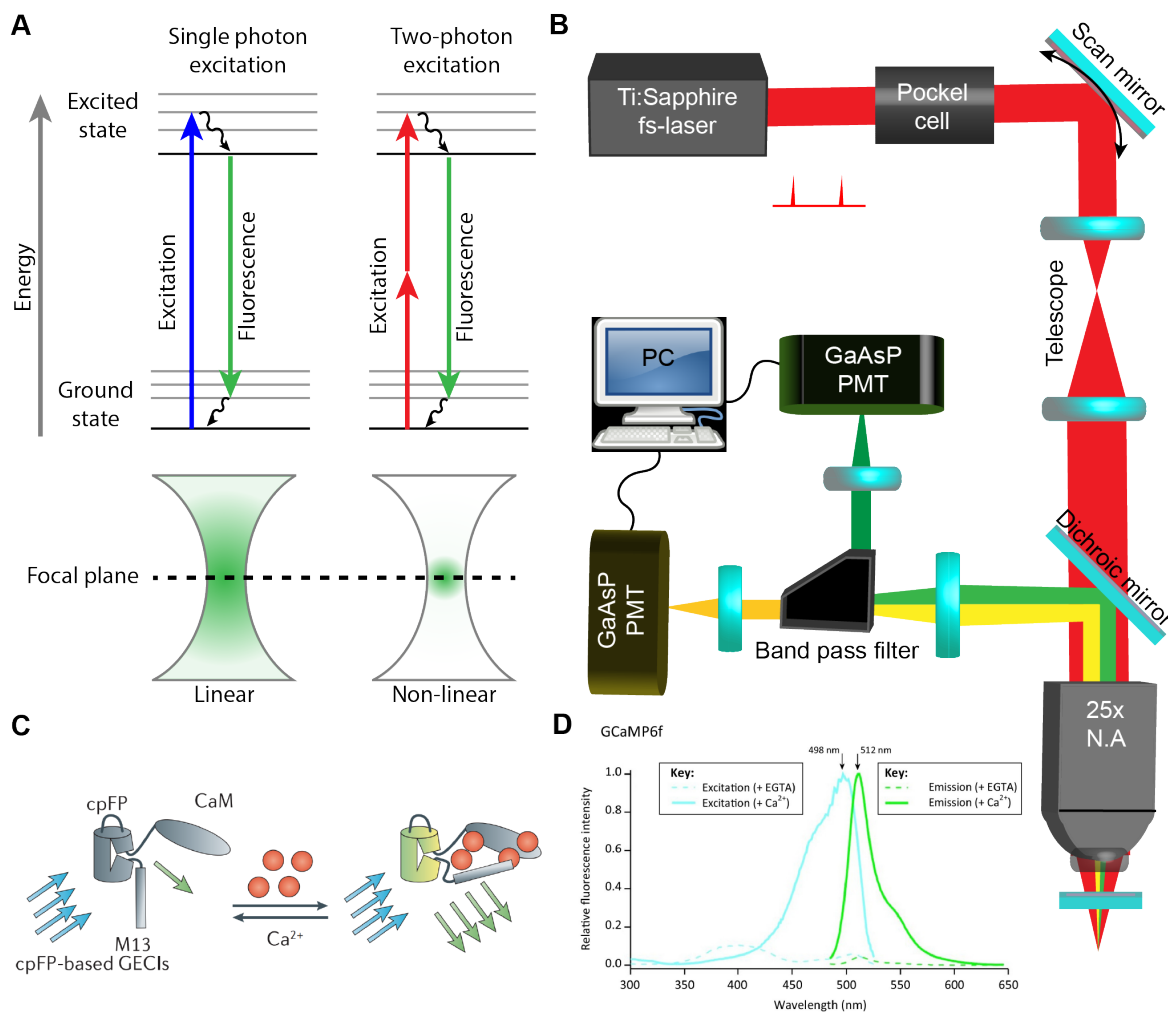 A
Single photon
excitation
Two-photon
excitation
Excited
state
Energy
Excitation
Fluorescence
Excitation
Fluorescence
Ground
state
Focal plane
Linear
Non-linear
B
Ti:Sapphire
fs-laser
Pockel
cell
Scan mirror
Telescope
PC
GaAsP
PMT
Dichroic mirror
GaAsP
PMT
Band pass filter
25x
N.A
C
cpFP
CaM
M13
cpFP-based GECIs
Ca²⁺
D
GCaMP6f
498 nm
512 nm
Key:
Excitation (+ EGTA)
Excitation (+ Ca²⁺)
Key:
Emission (+ EGTA)
Emission (+ Ca²⁺)
Relative fluorescence intensity
1.0
0.8
0.6
0.4
0.2
0.0
300
350
400
450
500
550
600
650
Wavelength (nm)